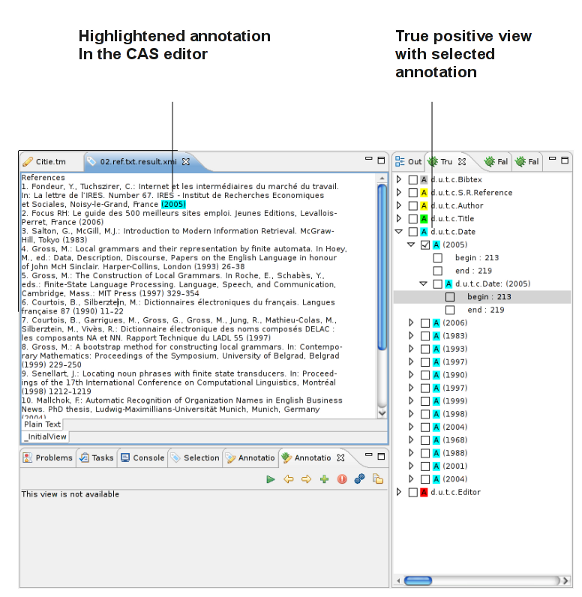 Highlightened annotation
In the CAS editor
True positive view
with selected
annotation
Citie.tm
02.ref.txt.result.xmi
References
1. Fondeur, Y., Tuchszirer, C.: Internet et les intermédiaires du marché du travail.
In: La lettre de l'IRES. Number 67. IRES - Institut de Recherches Economiques
et Sociales, Noisy-le-Grand, France (2005)
2. Focus RH: Le guide des 500 meilleurs sites emploi. Jeunes Editions, Levallois-
Perret, France (2006)
3. Salton, G., McGill, M.J.: Introduction to Modern Information Retrieval. McGraw-
Hill, Tokyo (1983)
4. Gross, M.: Local grammars and their representation by finite automata. In Hoey,
M., ed.: Data, Description, Discourse, Papers on the English Language in honour
of John McH Sinclair. Harper-Collins, London (1993) 26–38
5. Gross, M.: The Construction of Local Grammars. In Roche, E., Schabès, Y.,
eds.: Finite-State Language Processing. Language, Speech, and Communication,
Cambridge, Mass.: MIT Press (1997) 329–354
6. Courtois, B., Silberztein, M.: Dictionnaires électroniques du français. Langues
française 87 (1990) 11–22
7. Courtois, B., Garrigues, M., Gross, G., Gross, M., Jung, R., Mathieu-Colas, M.,
Silberztein, M., Vivès, R.: Dictionnaire électronique des noms composés DELAC :
les composants NA et NN. Rapport Technique du LADL 55 (1997)
8. Gross, M.: A bootstrap method for constructing local grammars. In: Contempo-
rary Mathematics: Proceedings of the Symposium, University of Belgrad, Belgrad
(1999) 229–250
9. Senellart, J.: Locating noun phrases with finite state transducers. In: Proceed-
ings of the 17th International Conference on Computational Linguistics, Montréal
(1998) 1212–1219
10. Mallchok, F.: Automatic Recognition of Organization Names in English Business
News. PhD thesis, Ludwig-Maximillians-Universität Munich, Munich, Germany
(2004)
Plain Text
_InitialView
Problems
Tasks
Console
Selection
Annotatio
Annotatio
This view is not available
Out
Tru
Fal
Fal
A d.u.t.c.Bibtex
A d.u.t.c.S.R.Reference
A d.u.t.c.Author
A d.u.t.c.Title
A d.u.t.c.Date
A (2005)
begin : 213
end : 219
A d.u.t.c.Date: (2005)
begin : 213
end : 219
A (2006)
A (1983)
A (1993)
A (1997)
A (1990)
A (1997)
A (1999)
A (1998)
A (2004)
A (1968)
A (1988)
A (2001)
A (2004)
A d.u.t.c.Editor